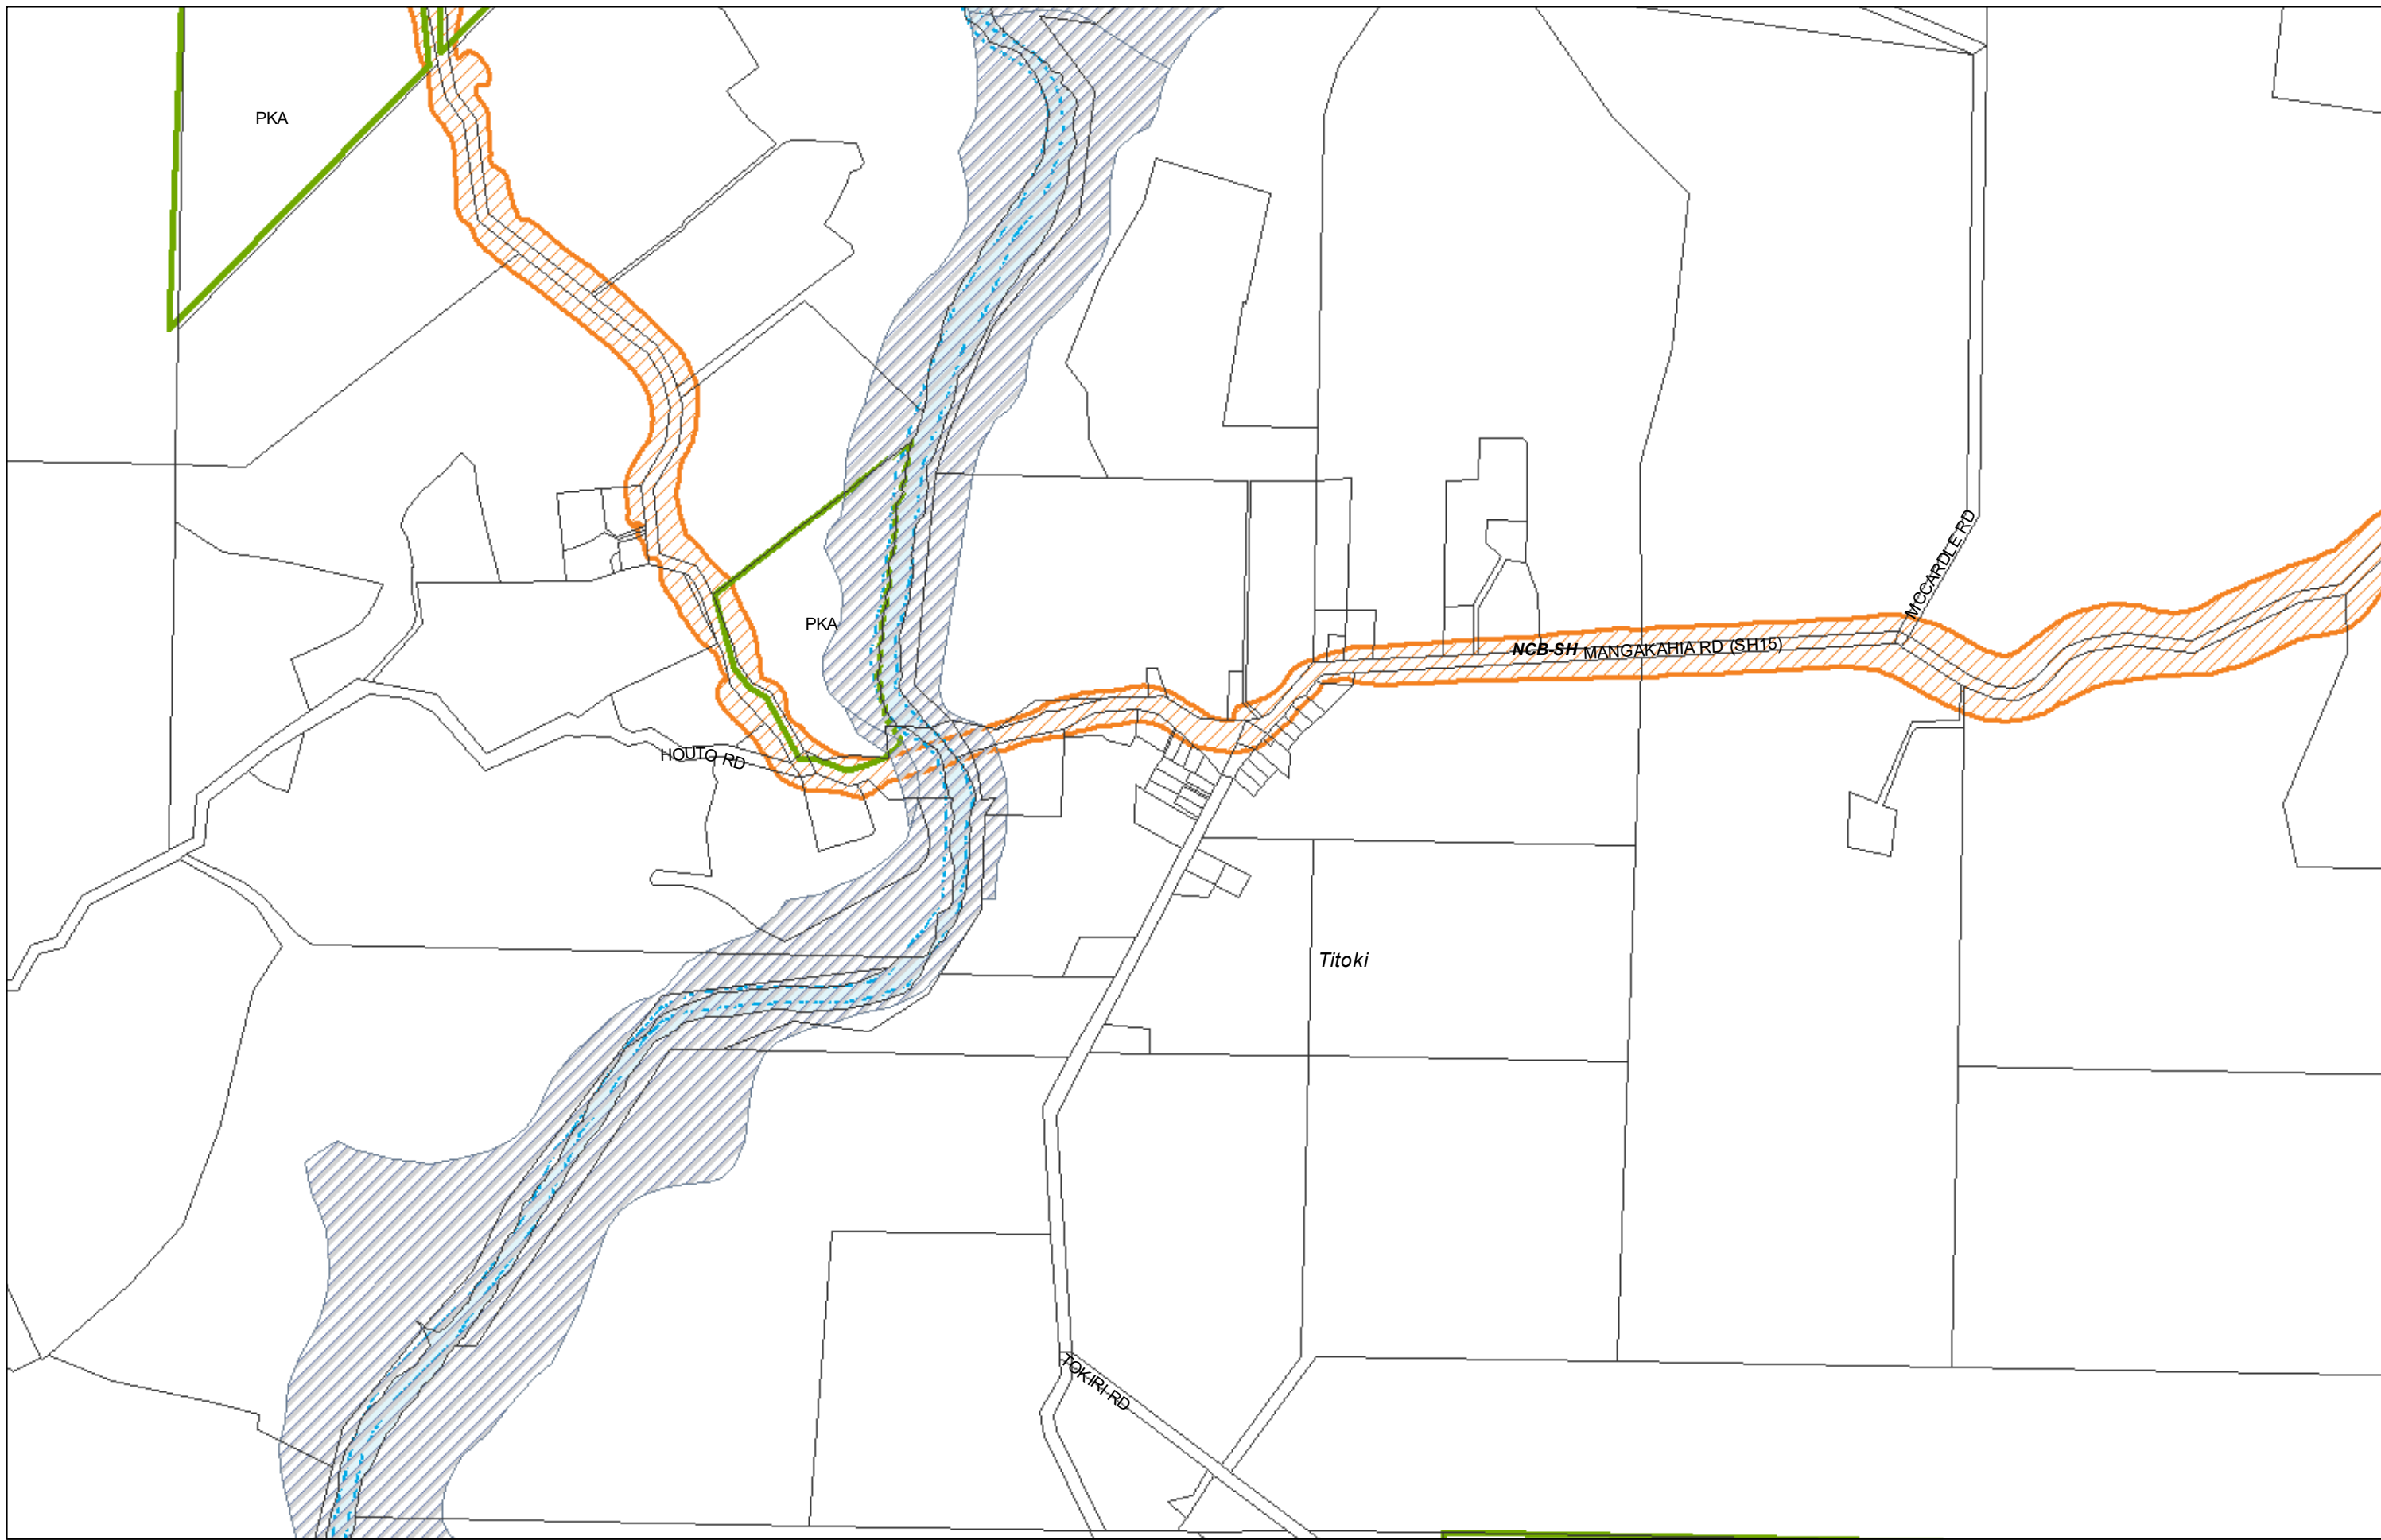 PKA
MCCARDLE RD
PKA
NCB-SH MANGAKAHIA RD (SH15)
HOUTO RD
Titoki
TOKIRI RD